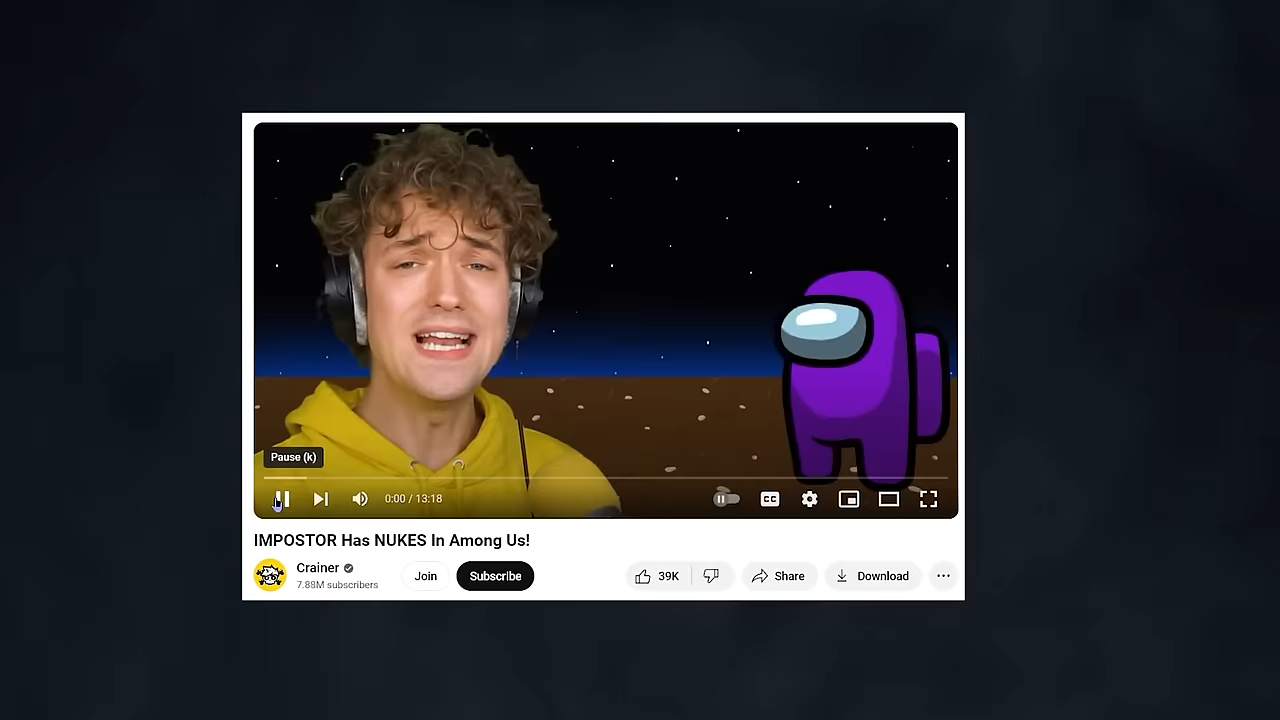 Pause (k)
0:00 / 13:18
CC
IMPOSTOR Has NUKES In Among Us!
Crainer
7.88M subscribers
Join
Subscribe
39K
Share
Download